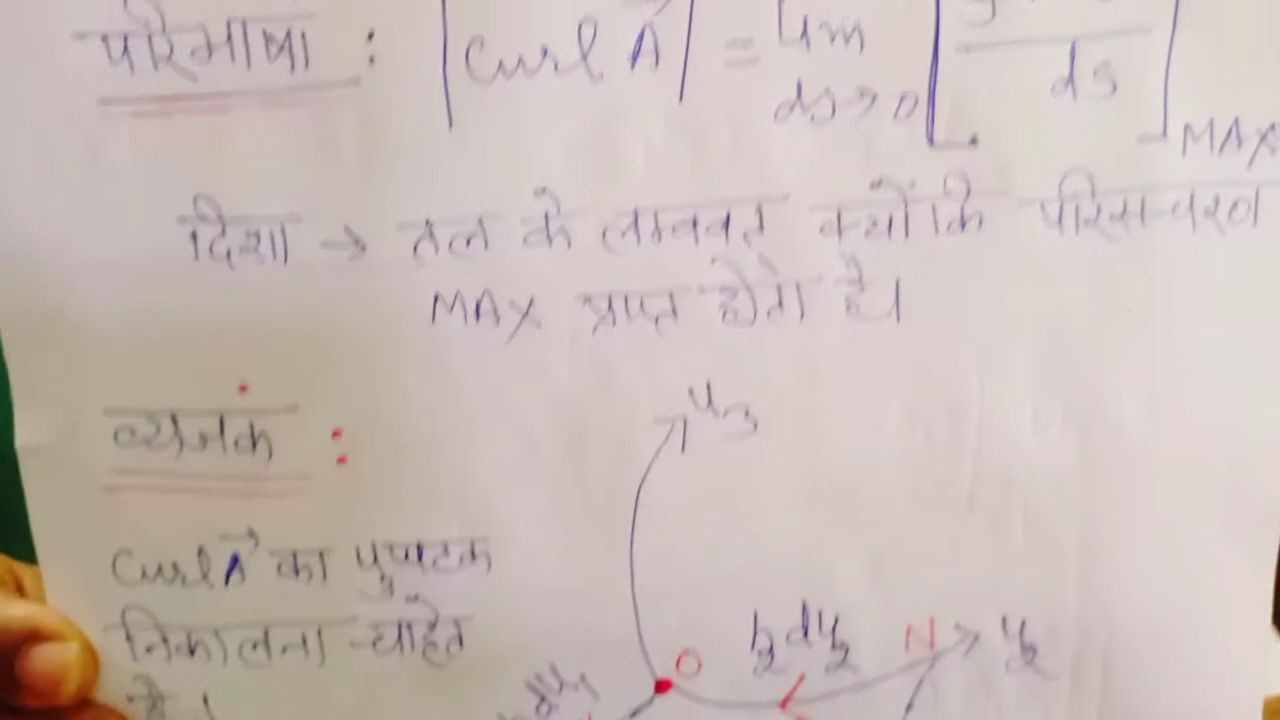 परिभाषा : |Curl A⃗| = Lim [ ds ] MAX
ds→0
दिशा → तल के लम्बवत क्योंकि परिसंचरण
MAX प्राप्त होता है।
व्यंजक :
u3
Curl A⃗ का
निकालना चाहते
है।
O h2du2 N u2